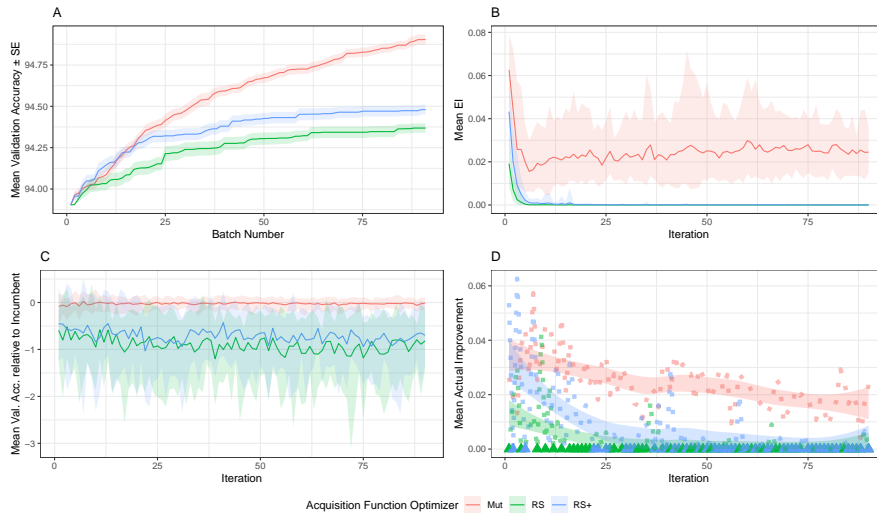 A
Mean Validation Accuracy ± SE
94.75
94.50
94.25
94.00
0
25
50
75
Batch Number
B
Mean EI
0.08
0.06
0.04
0.02
0.00
0
25
50
75
Iteration
C
Mean Val. Acc. relative to Incumbent
0
−1
−2
−3
0
25
50
75
Iteration
D
Mean Actual Improvement
0.06
0.04
0.02
0.00
0
25
50
75
Iteration
Acquisition Function Optimizer Mut RS RS+